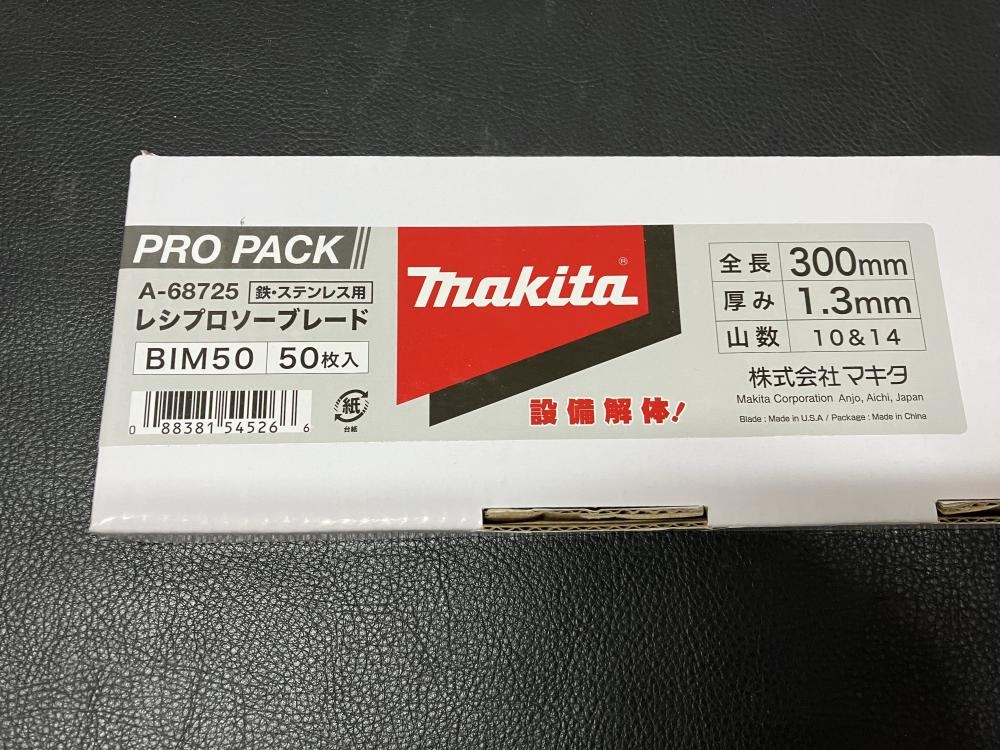 PRO PACK
A-68725 鉄・ステンレス用
レシプロソーブレード
BIM50 50枚入
0 88381 54526 6
紙
台紙
makita®
設備解体!
全長 300mm
厚み 1.3mm
山数 10&14
株式会社マキタ
Makita Corporation Anjo, Aichi, Japan
Blade : Made in U.S.A / Package : Made in China